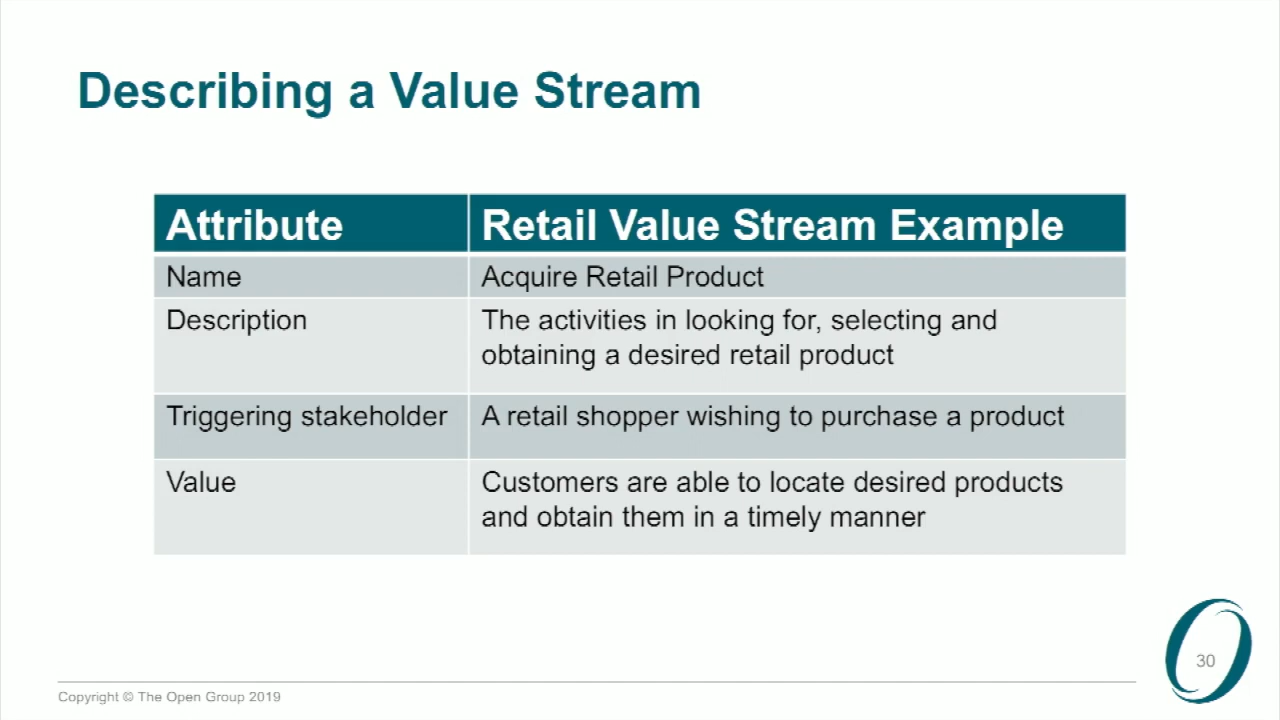 Describing a Value Stream
Attribute
Retail Value Stream Example
Name
Acquire Retail Product
Description
The activities in looking for, selecting and
obtaining a desired retail product
Triggering stakeholder
A retail shopper wishing to purchase a product
Value
Customers are able to locate desired products
and obtain them in a timely manner
30
Copyright © The Open Group 2019